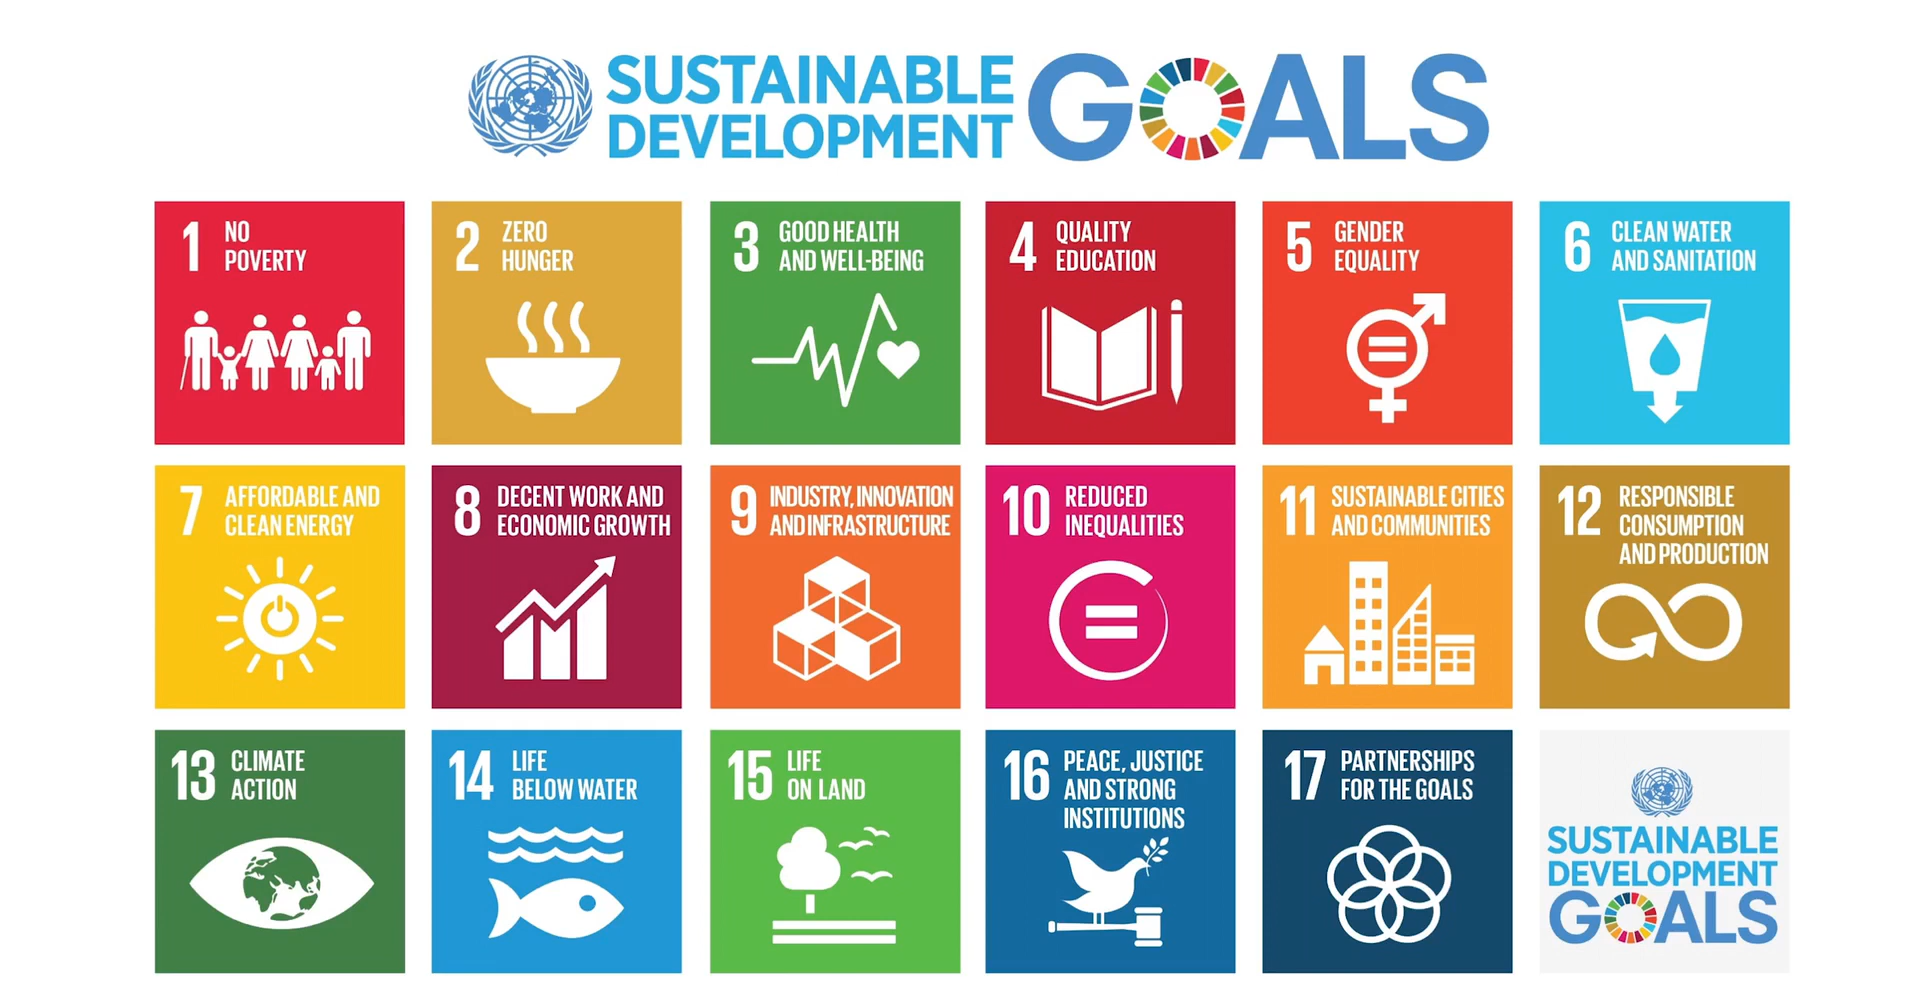 SUSTAINABLE
DEVELOPMENT
GOALS
1 NO
POVERTY
2 ZERO
HUNGER
3 GOOD HEALTH
AND WELL-BEING
4 QUALITY
EDUCATION
5 GENDER
EQUALITY
6 CLEAN WATER
AND SANITATION
7 AFFORDABLE AND
CLEAN ENERGY
8 DECENT WORK AND
ECONOMIC GROWTH
9 INDUSTRY, INNOVATION
AND INFRASTRUCTURE
10 REDUCED
INEQUALITIES
11 SUSTAINABLE CITIES
AND COMMUNITIES
12 RESPONSIBLE
CONSUMPTION
AND PRODUCTION
13 CLIMATE
ACTION
14 LIFE
BELOW WATER
15 LIFE
ON LAND
16 PEACE, JUSTICE
AND STRONG
INSTITUTIONS
17 PARTNERSHIPS
FOR THE GOALS
SUSTAINABLE
DEVELOPMENT
GOALS